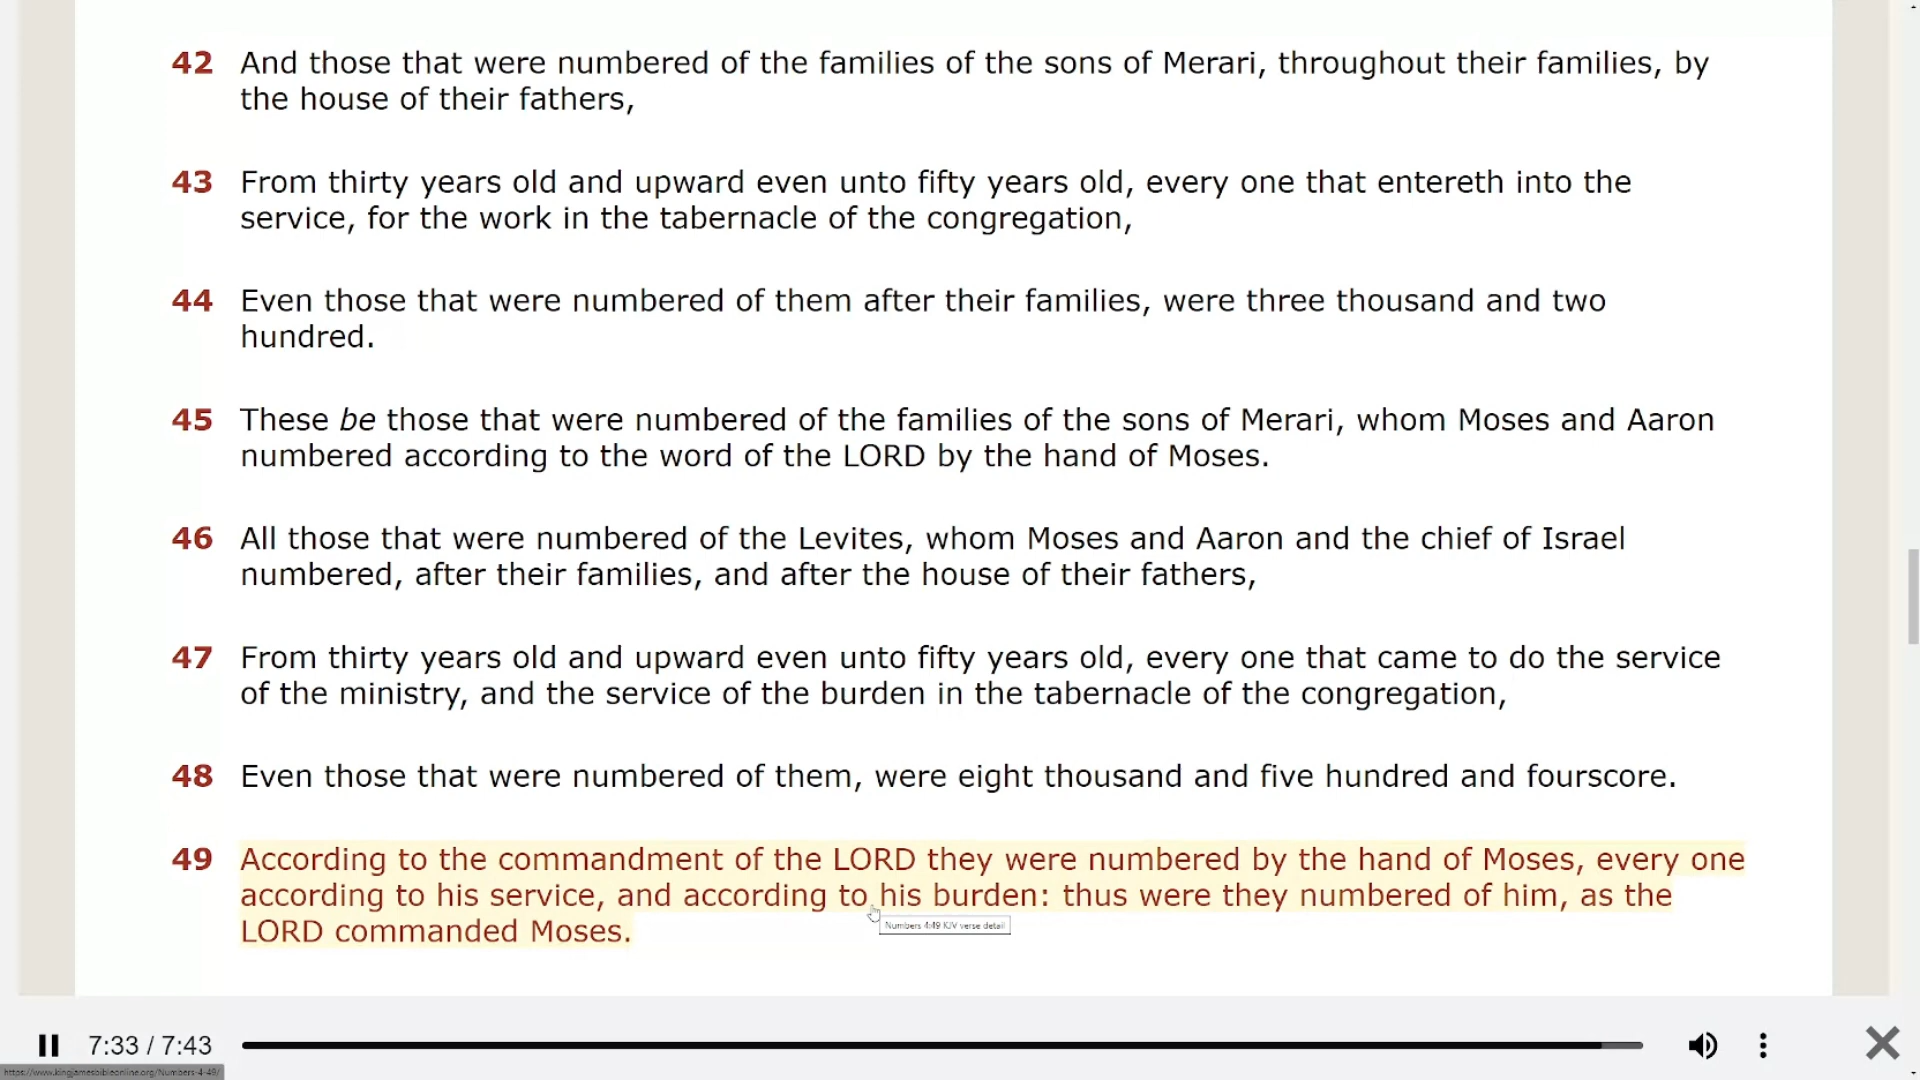 42 And those that were numbered of the families of the sons of Merari, throughout their families, by
the house of their fathers,
43 From thirty years old and upward even unto fifty years old, every one that entereth into the
service, for the work in the tabernacle of the congregation,
44 Even those that were numbered of them after their families, were three thousand and two
hundred.
45 These be those that were numbered of the families of the sons of Merari, whom Moses and Aaron
numbered according to the word of the LORD by the hand of Moses.
46 All those that were numbered of the Levites, whom Moses and Aaron and the chief of Israel
numbered, after their families, and after the house of their fathers,
47 From thirty years old and upward even unto fifty years old, every one that came to do the service
of the ministry, and the service of the burden in the tabernacle of the congregation,
48 Even those that were numbered of them, were eight thousand and five hundred and fourscore.
49 According to the commandment of the LORD they were numbered by the hand of Moses, every one
according to his service, and according to his burden: thus were they numbered of him, as the
LORD commanded Moses.
Numbers 4:49 KJV verse detail
7:33 / 7:43
https://www.kingjamesbibleonline.org/Numbers-4-49/